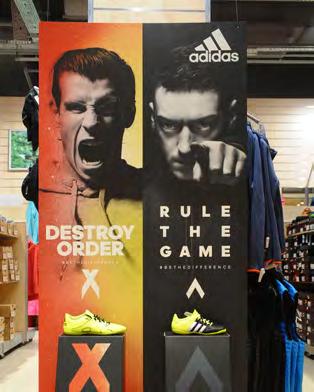 adidas
DESTROY
ORDER
#BETHEDIFFERENCE
X
RULE
THE
GAME
#BETHEDIFFERENCE
X